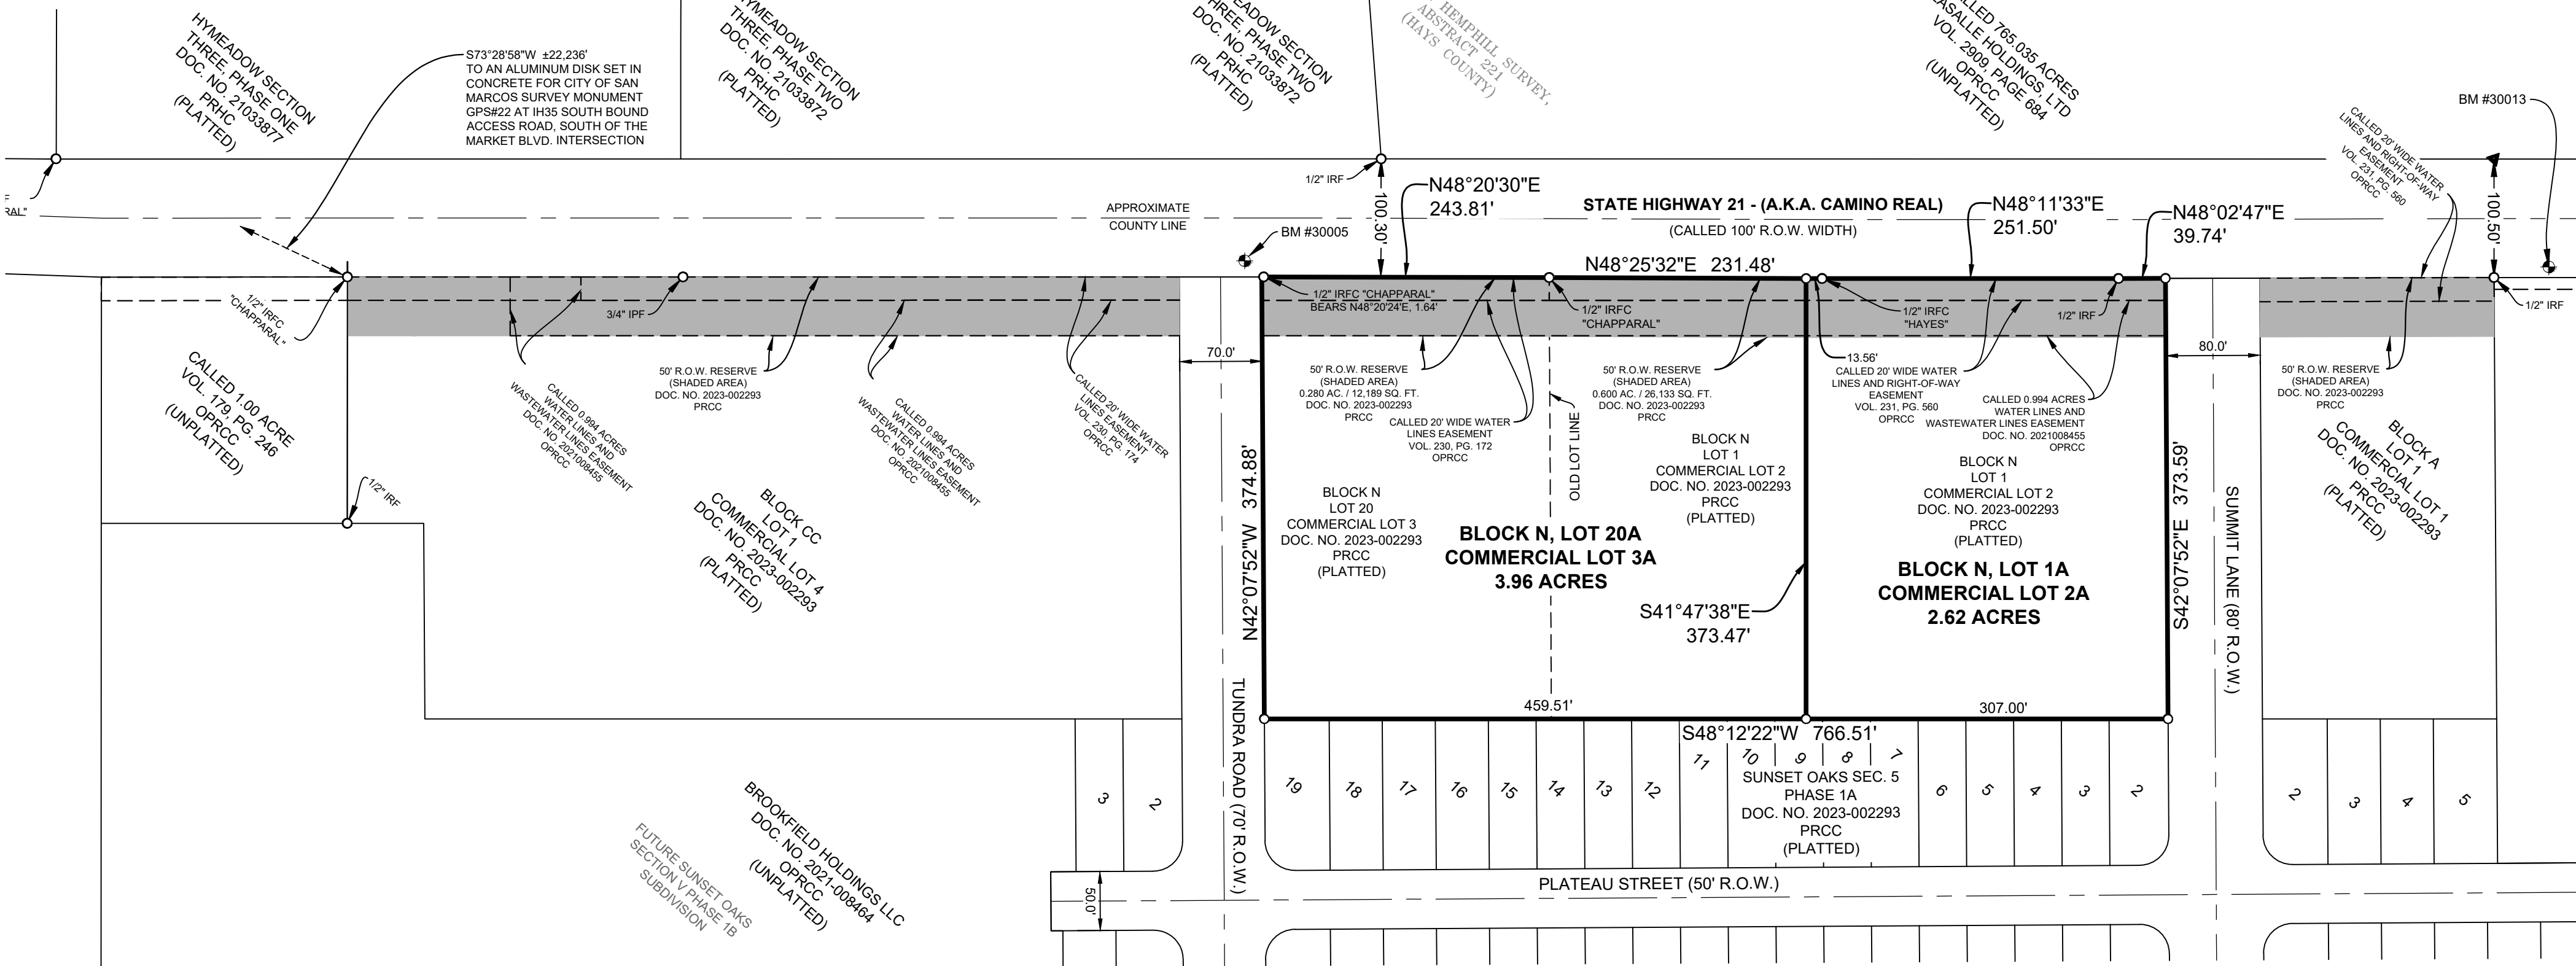 HYMEADOW SECTION
THREE, PHASE ONE
DOC. NO. 21033877
PRHC
(PLATTED)
S73°28'58"W ±22,236'
TO AN ALUMINUM DISK SET IN
CONCRETE FOR CITY OF SAN
MARCOS SURVEY MONUMENT
GPS#22 AT IH35 SOUTH BOUND
ACCESS ROAD, SOUTH OF THE
MARKET BLVD. INTERSECTION
THREE, PHASE TWO
DOC. NO. 21033872
PRHC
(PLATTED)
DOC. NO. 21033872
PRHC
(PLATTED)
HEMPHILL SURVEY,
ABSTRACT 221
(HAYS COUNTY)
765.035 ACRES
HOLDINGS, LTD
VOL. 2909, PAGE 684
OPRCC
(UNPLATTED)
CALLED 20' WIDE WATER
LINES AND RIGHT-OF-WAY
EASEMENT
VOL. 231, PG. 560
OPRCC
BM #30013
1/2" IRF
100.30'
N48°20'30"E
243.81'
STATE HIGHWAY 21 - (A.K.A. CAMINO REAL)
(CALLED 100' R.O.W. WIDTH)
N48°11'33"E
251.50'
N48°02'47"E
39.74'
100.50'
APPROXIMATE
COUNTY LINE
BM #30005
N48°25'32"E 231.48'
1/2" IRFC
"CHAPPARAL"
3/4" IPF
1/2" IRFC "CHAPPARAL"
BEARS N48°20'24"E, 1.64'
1/2" IRFC
"CHAPPARAL"
1/2" IRFC
"HAYES"
1/2" IRF
1/2" IRF
CALLED 1.00 ACRE
VOL. 179, PG. 246
OPRCC
(UNPLATTED)
1/2" IRF
CALLED 0.994 ACRES
WATER LINES AND
WASTEWATER LINES EASEMENT
DOC. NO. 2021008455
OPRCC
50' R.O.W. RESERVE
(SHADED AREA)
DOC. NO. 2023-002293
PRCC
CALLED 0.994 ACRES
WATER LINES AND
WASTEWATER LINES EASEMENT
DOC. NO. 2021008455
OPRCC
CALLED 20' WIDE WATER
LINES EASEMENT
VOL. 230, PG. 174
OPRCC
70.0'
50' R.O.W. RESERVE
(SHADED AREA)
0.280 AC. / 12,189 SQ. FT.
DOC. NO. 2023-002293
PRCC
CALLED 20' WIDE WATER
LINES EASEMENT
VOL. 230, PG. 172
OPRCC
OLD LOT LINE
50' R.O.W. RESERVE
(SHADED AREA)
0.600 AC. / 26,133 SQ. FT.
DOC. NO. 2023-002293
PRCC
13.56'
CALLED 20' WIDE WATER
LINES AND RIGHT-OF-WAY
EASEMENT
VOL. 231, PG. 560
OPRCC
CALLED 0.994 ACRES
WATER LINES AND
WASTEWATER LINES EASEMENT
DOC. NO. 2021008455
OPRCC
80.0'
50' R.O.W. RESERVE
(SHADED AREA)
DOC. NO. 2023-002293
PRCC
BLOCK CC
LOT 1
COMMERCIAL LOT 4
DOC. NO. 2023-002293
PRCC
(PLATTED)
N42°07'52"W 374.88'
BLOCK N
LOT 20
COMMERCIAL LOT 3
DOC. NO. 2023-002293
PRCC
(PLATTED)
BLOCK N
LOT 1
COMMERCIAL LOT 2
DOC. NO. 2023-002293
PRCC
(PLATTED)
BLOCK N, LOT 20A
COMMERCIAL LOT 3A
3.96 ACRES
S41°47'38"E
373.47'
BLOCK N
LOT 1
COMMERCIAL LOT 2
DOC. NO. 2023-002293
PRCC
(PLATTED)
BLOCK N, LOT 1A
COMMERCIAL LOT 2A
2.62 ACRES
S42°07'52"E 373.59'
SUMMIT LANE (80' R.O.W.)
BLOCK A
LOT 1
COMMERCIAL LOT 1
DOC. NO. 2023-002293
PRCC
(PLATTED)
459.51'
307.00'
S48°12'22"W 766.51'
TUNDRA ROAD (70' R.O.W.)
3
2
19
18
17
16
15
14
13
12
11
10
9
8
7
6
5
4
3
2
2
3
4
5
SUNSET OAKS SEC. 5
PHASE 1A
DOC. NO. 2023-002293
PRCC
(PLATTED)
BROOKFIELD HOLDINGS LLC
DOC. NO. 2021-008464
OPRCC
(UNPLATTED)
FUTURE SUNSET OAKS
SECTION V PHASE 1B
SUBDIVISION
50.0'
PLATEAU STREET (50' R.O.W.)